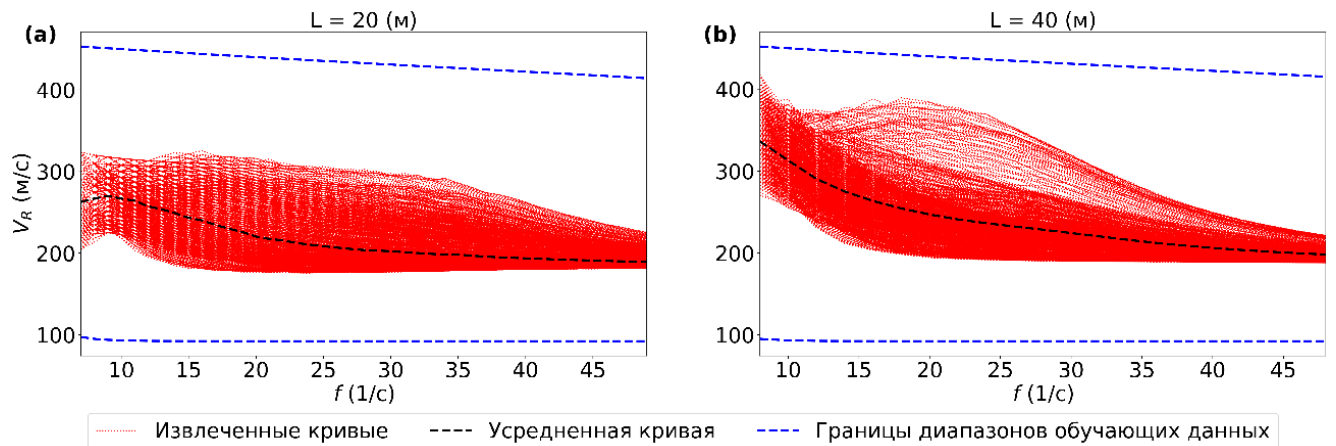 L = 20 (м)
(a)
V_R (м/с)
400
300
200
100
10 15 20 25 30 35 40 45
f (1/с)
L = 40 (м)
(b)
400
300
200
100
10 15 20 25 30 35 40 45
f (1/с)
Извлеченные кривые Усредненная кривая Границы диапазонов обучающих данных